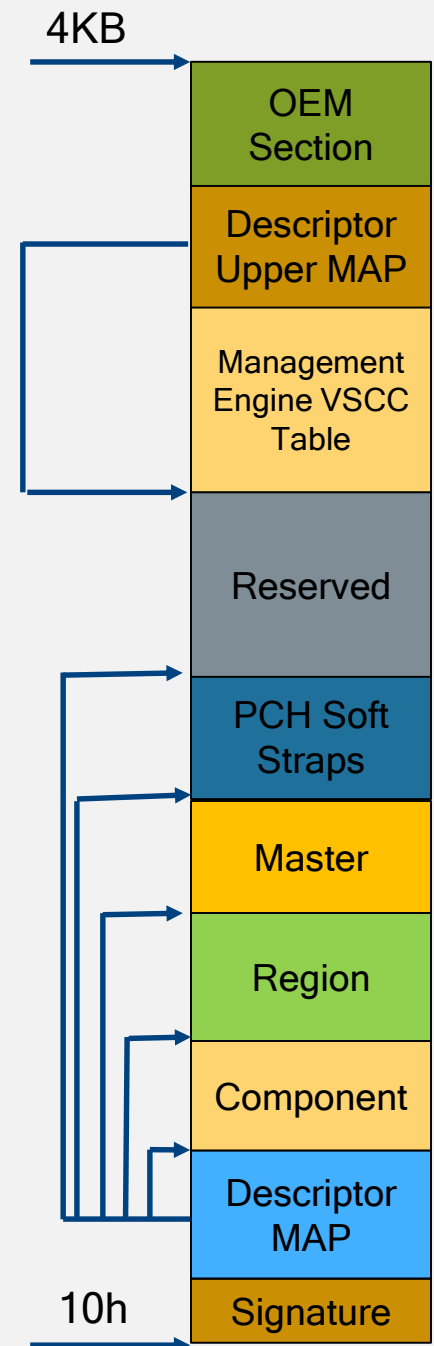 4KB
OEM
Section
Descriptor
Upper MAP
Management
Engine VSCC
Table
Reserved
PCH Soft
Straps
Master
Region
Component
Descriptor
MAP
10h
Signature